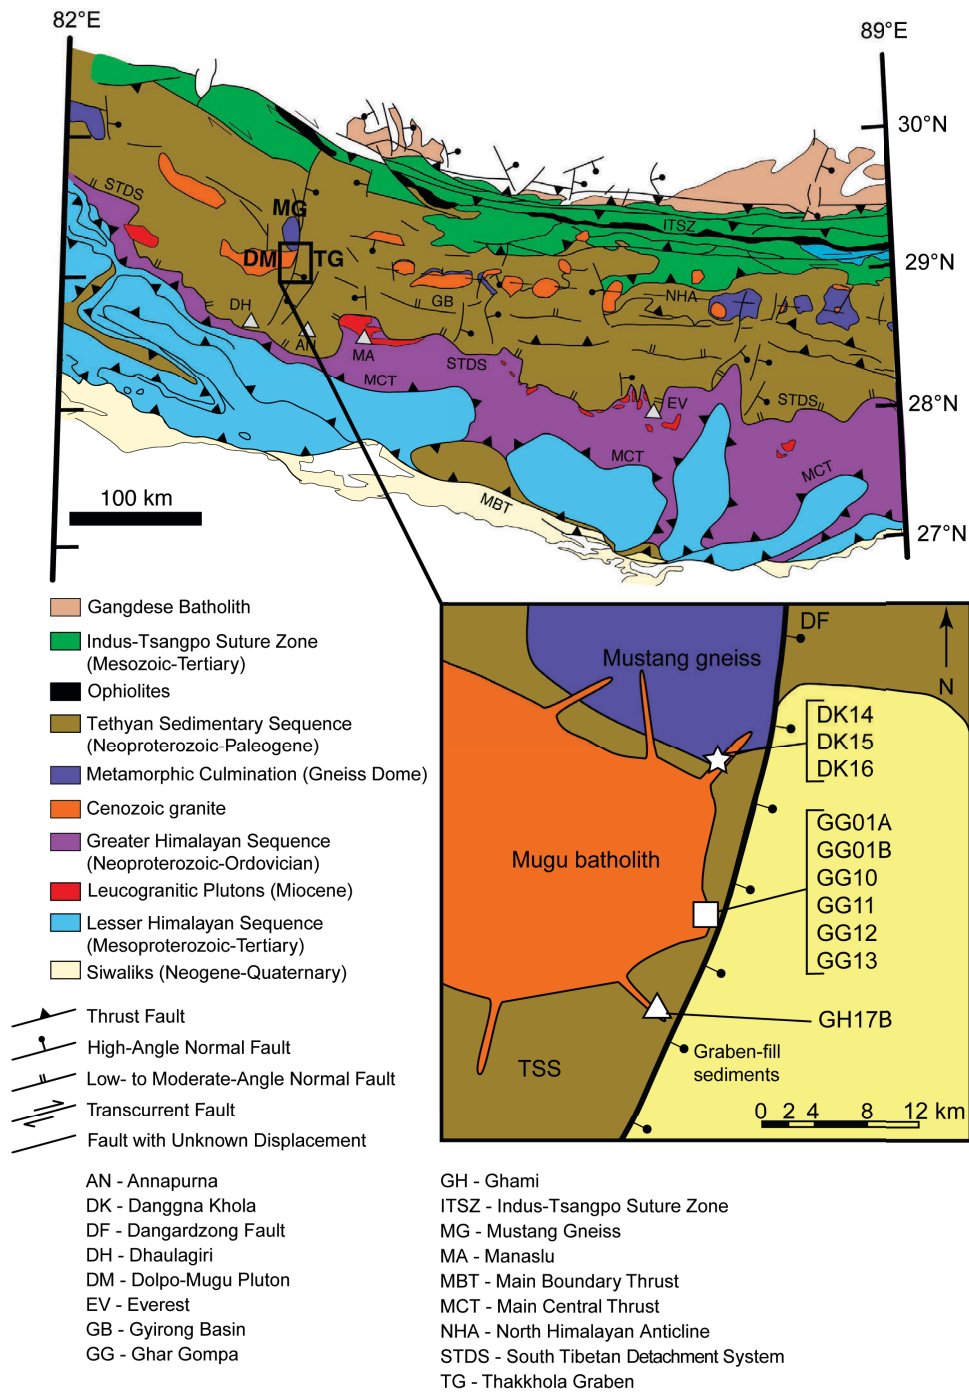 82°E
89°E
30°N
STDS
MG
ITSZ
DM
TG
29°N
DH
GB
NHA
AN
MA
STDS
MCT
EV
STDS
28°N
MCT
MCT
100 km
MBT
27°N
Gangdese Batholith
Indus-Tsangpo Suture Zone
(Mesozoic-Tertiary)
Ophiolites
Tethyan Sedimentary Sequence
(Neoproterozoic-Paleogene)
Metamorphic Culmination (Gneiss Dome)
Cenozoic granite
Greater Himalayan Sequence
(Neoproterozoic-Ordovician)
Leucogranitic Plutons (Miocene)
Lesser Himalayan Sequence
(Mesoproterozoic-Tertiary)
Siwaliks (Neogene-Quaternary)
Thrust Fault
High-Angle Normal Fault
Low- to Moderate-Angle Normal Fault
Transcurrent Fault
Fault with Unknown Displacement
DF
Mustang gneiss
N
DK14
DK15
DK16
GG01A
GG01B
GG10
GG11
GG12
GG13
Mugu batholith
GH17B
TSS
Graben-fill
sediments
0 2 4 8 12 km
AN - Annapurna
DK - Danggna Khola
DF - Dangardzong Fault
DH - Dhaulagiri
DM - Dolpo-Mugu Pluton
EV - Everest
GB - Gyirong Basin
GG - Ghar Gompa
GH - Ghami
ITSZ - Indus-Tsangpo Suture Zone
MG - Mustang Gneiss
MA - Manaslu
MBT - Main Boundary Thrust
MCT - Main Central Thrust
NHA - North Himalayan Anticline
STDS - South Tibetan Detachment System
TG - Thakkhola Graben